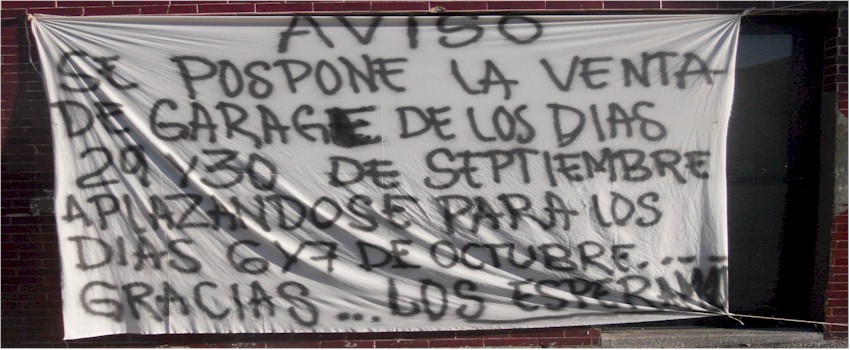 AVISO
SE POSPONE LA VENTA
DE GARAGE DE LOS DIAS
29 Y 30 DE SEPTIEMBRE
APLAZANDOSE PARA LOS
DIAS 6 Y 7 DE OCTUBRE.----
GRACIAS... LOS